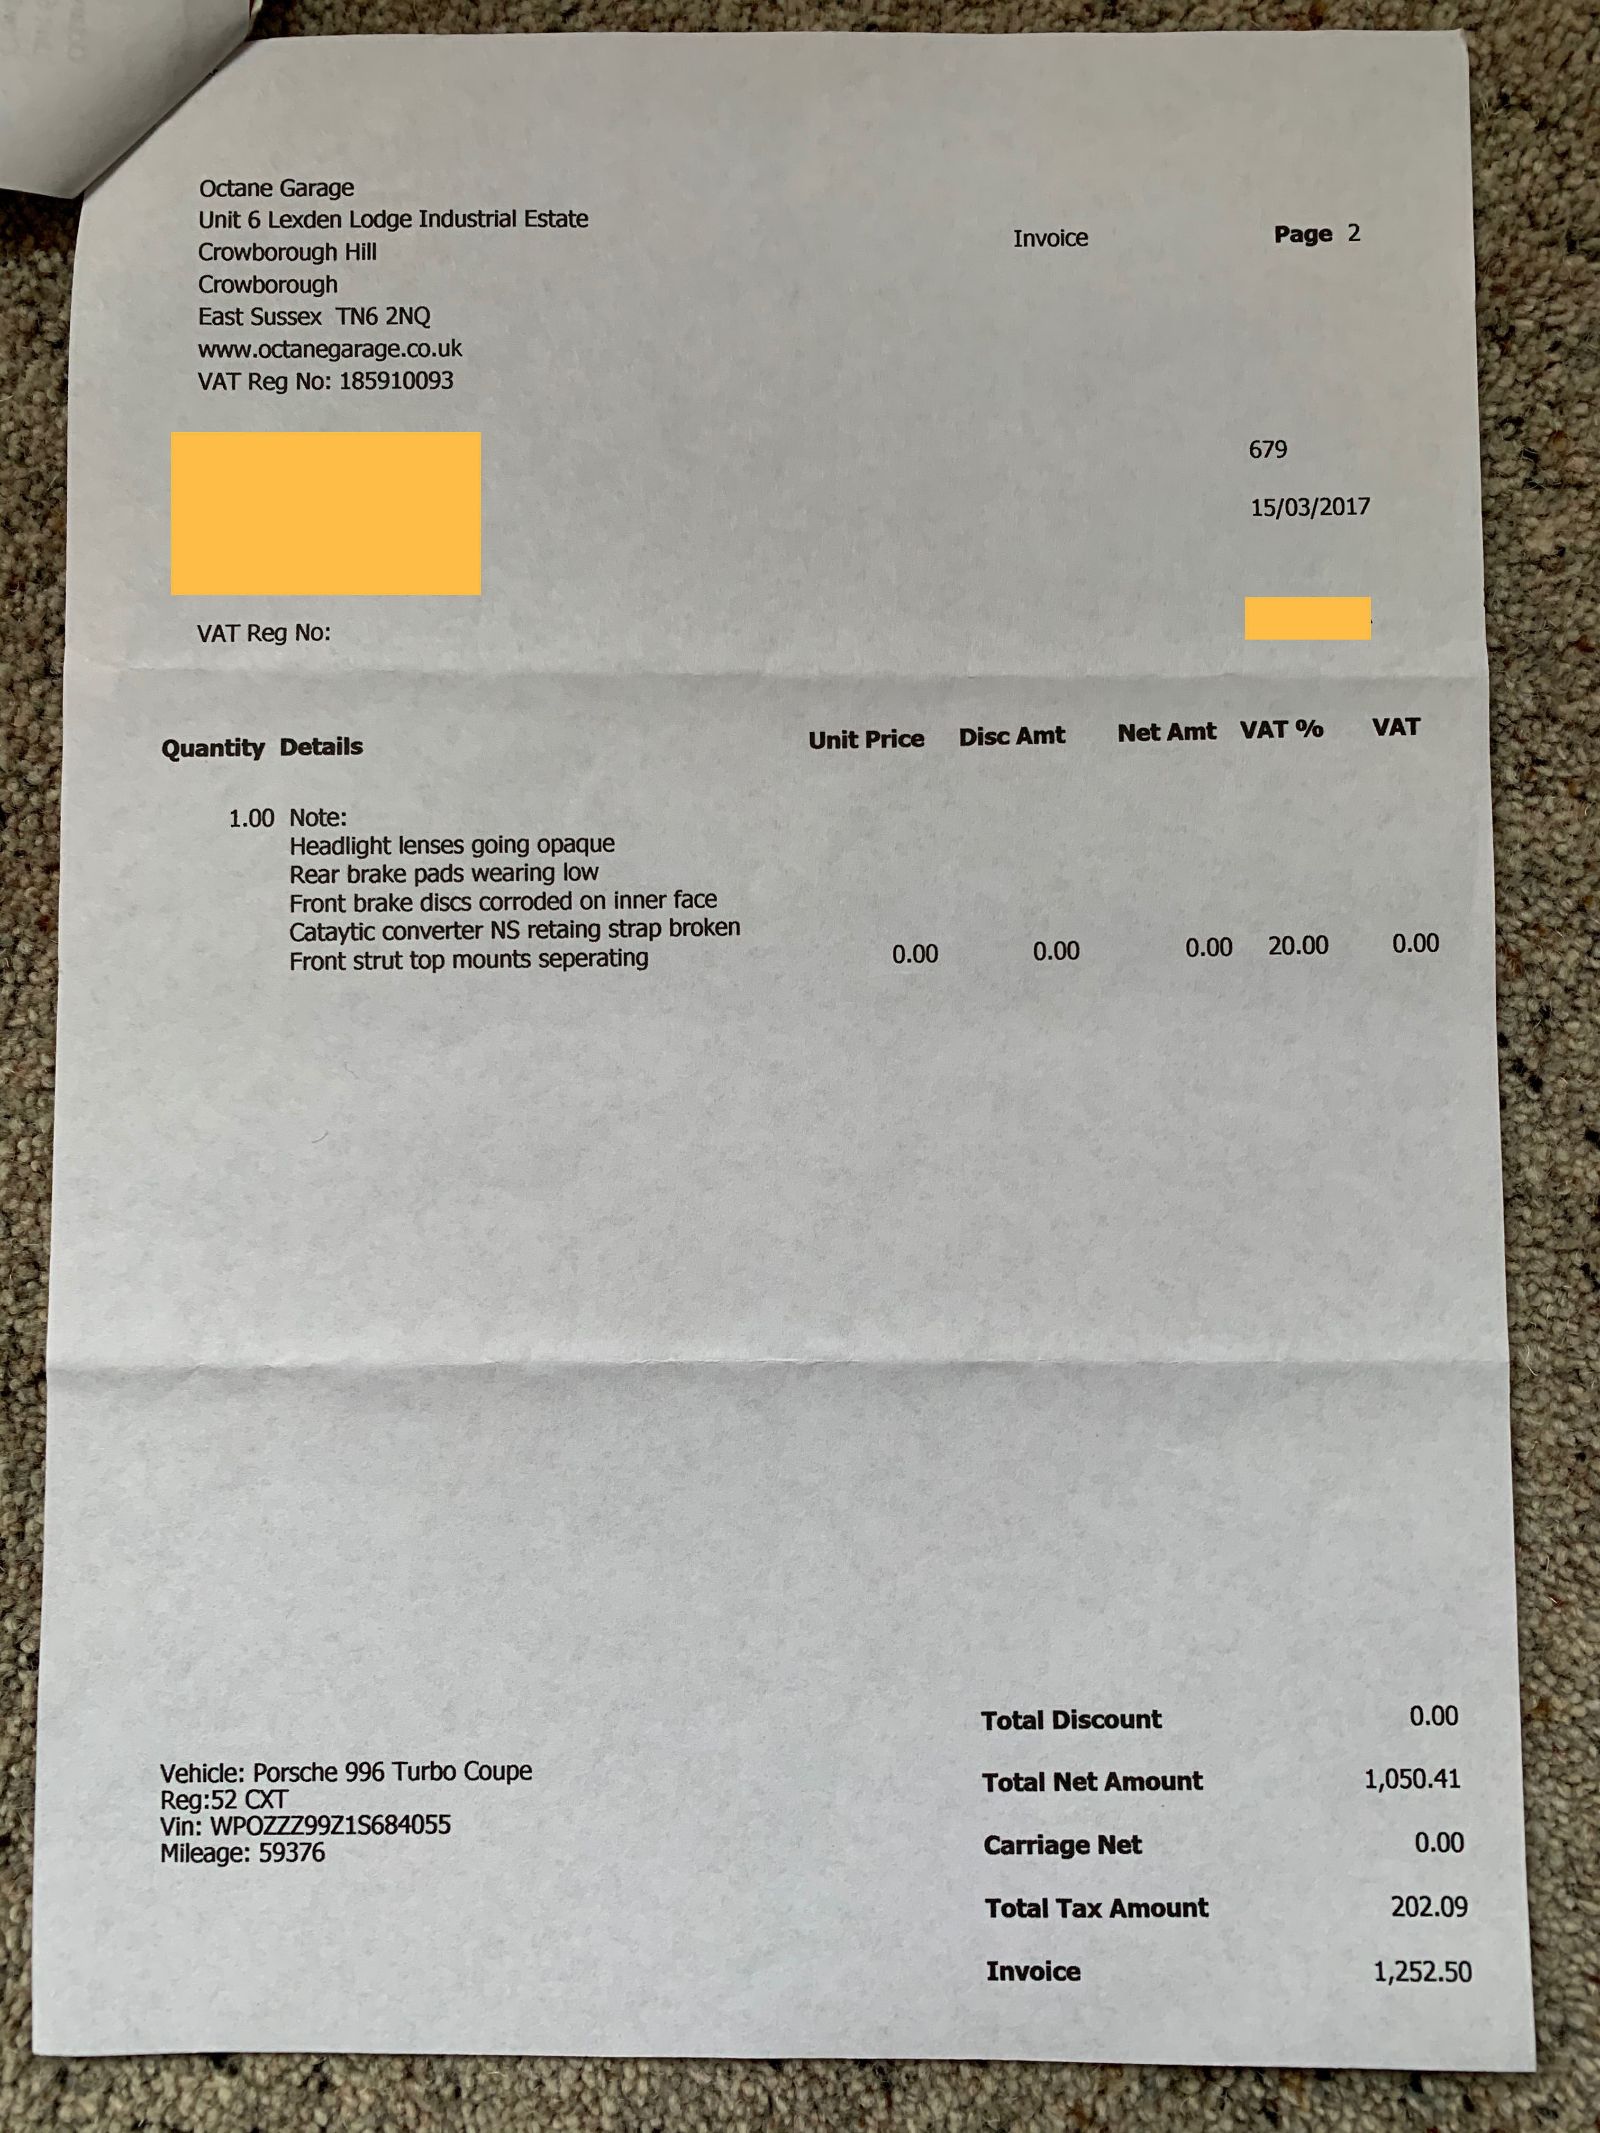 Octane Garage
Unit 6 Lexden Lodge Industrial Estate
Crowborough Hill
Crowborough
East Sussex TN6 2NQ
www.octanegarage.co.uk
VAT Reg No: 185910093
Invoice
Page 2
679
15/03/2017
VAT Reg No:
Quantity Details Unit Price Disc Amt Net Amt VAT % VAT
1.00 Note:
Headlight lenses going opaque
Rear brake pads wearing low
Front brake discs corroded on inner face
Cataytic converter NS retaing strap broken
Front strut top mounts seperating 0.00 0.00 0.00 20.00 0.00
Vehicle: Porsche 996 Turbo Coupe
Reg:52 CXT
Vin: WPOZZZ99Z1S684055
Mileage: 59376
Total Discount 0.00
Total Net Amount 1,050.41
Carriage Net 0.00
Total Tax Amount 202.09
Invoice 1,252.50